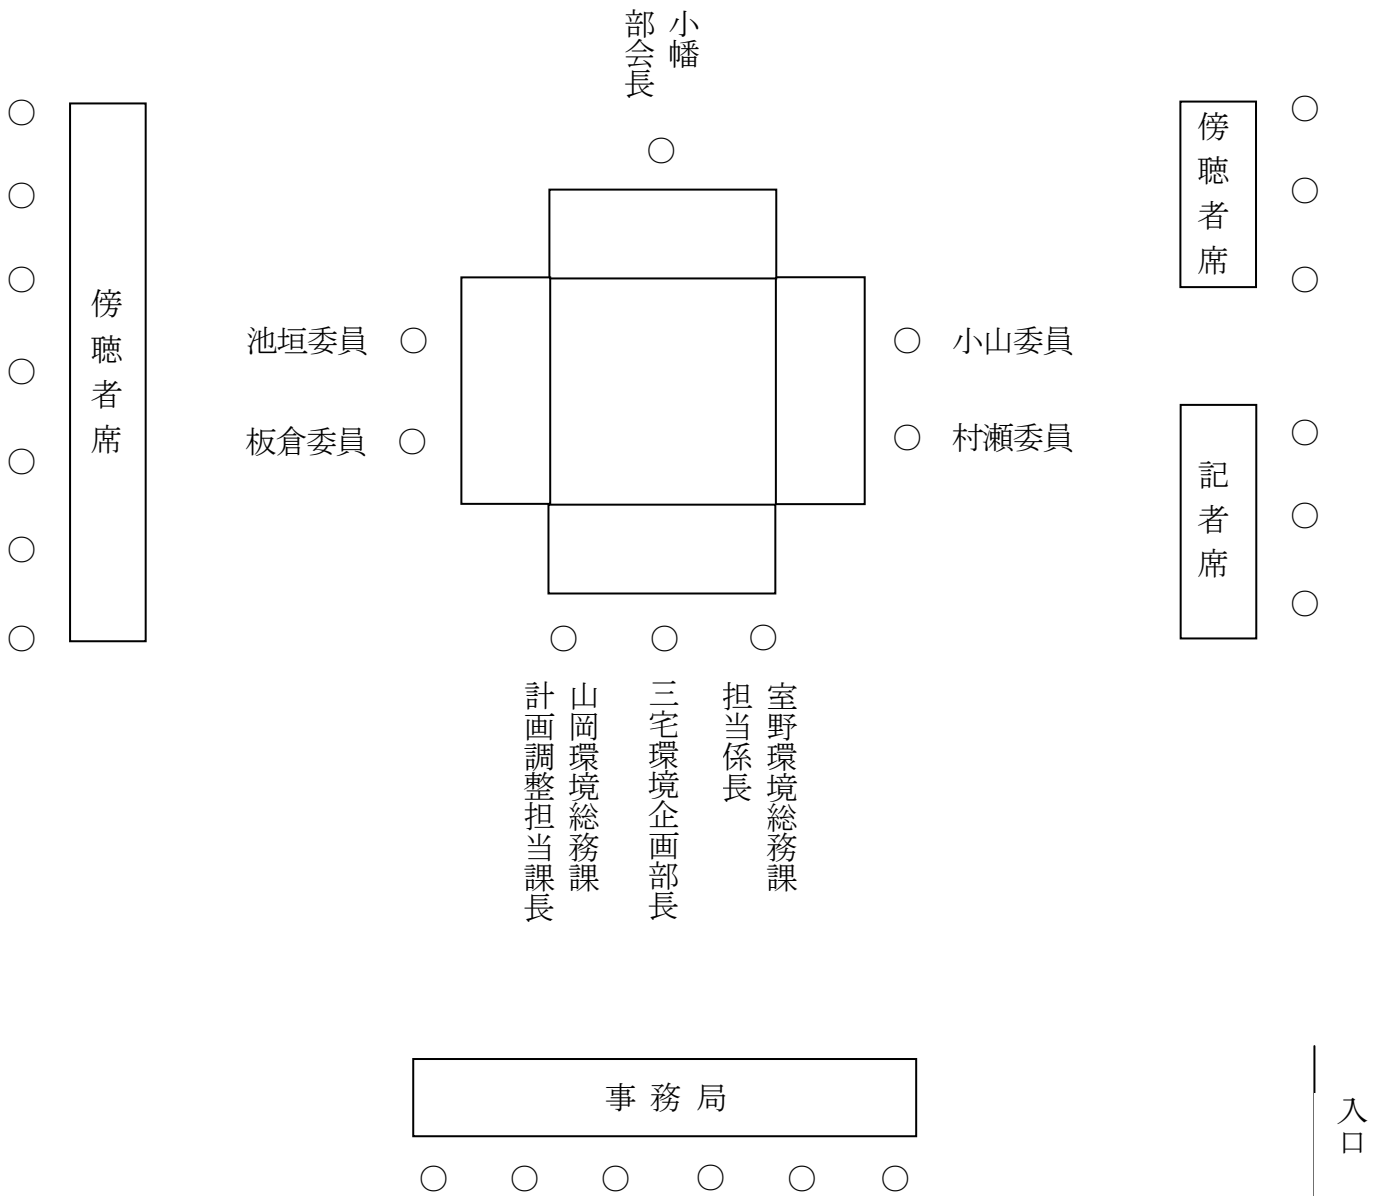 小幡
部会長
傍聴者席
傍聴者席
池垣委員
小山委員
板倉委員
村瀬委員
記者席
室野環境総務課
担当係長
三宅環境企画部長
山岡環境総務課
計画調整担当課長
事務局
入口